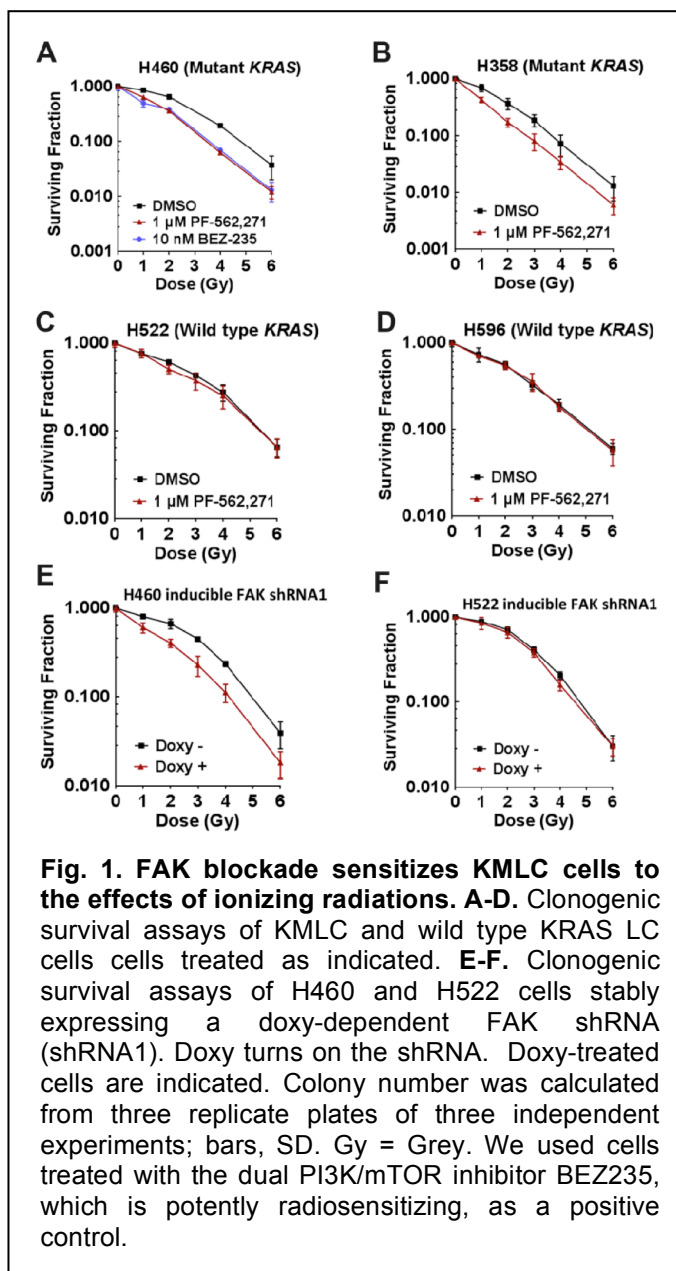 A
H460 (Mutant KRAS)
Surviving Fraction
1.000
0.100
0.010
0.001
DMSO
1 µM PF-562,271
10 nM BEZ-235
0 1 2 3 4 5 6
Dose (Gy)
B
H358 (Mutant KRAS)
Surviving Fraction
1.000
0.100
0.010
0.001
DMSO
1 µM PF-562,271
0 1 2 3 4 5 6
Dose (Gy)
C
H522 (Wild type KRAS)
Surviving Fraction
1.000
0.100
0.010
DMSO
1 µM PF-562,271
0 1 2 3 4 5 6
Dose (Gy)
D
H596 (Wild type KRAS)
Surviving Fraction
1.000
0.100
0.010
DMSO
1 µM PF-562,271
0 1 2 3 4 5 6
Dose (Gy)
E
H460 inducible FAK shRNA1
Surviving Fraction
1.000
0.100
0.010
Doxy -
Doxy +
0 1 2 3 4 5 6
Dose (Gy)
F
H522 inducible FAK shRNA1
Surviving Fraction
1.000
0.100
0.010
Doxy -
Doxy +
0 1 2 3 4 5 6
Dose (Gy)
Fig. 1. FAK blockade sensitizes KMLC cells to
the effects of ionizing radiations. A-D. Clonogenic
survival assays of KMLC and wild type KRAS LC
cells cells treated as indicated. E-F. Clonogenic
survival assays of H460 and H522 cells stably
expressing a doxy-dependent FAK shRNA
(shRNA1). Doxy turns on the shRNA. Doxy-treated
cells are indicated. Colony number was calculated
from three replicate plates of three independent
experiments; bars, SD. Gy = Grey. We used cells
treated with the dual PI3K/mTOR inhibitor BEZ235,
which is potently radiosensitizing, as a positive
control.